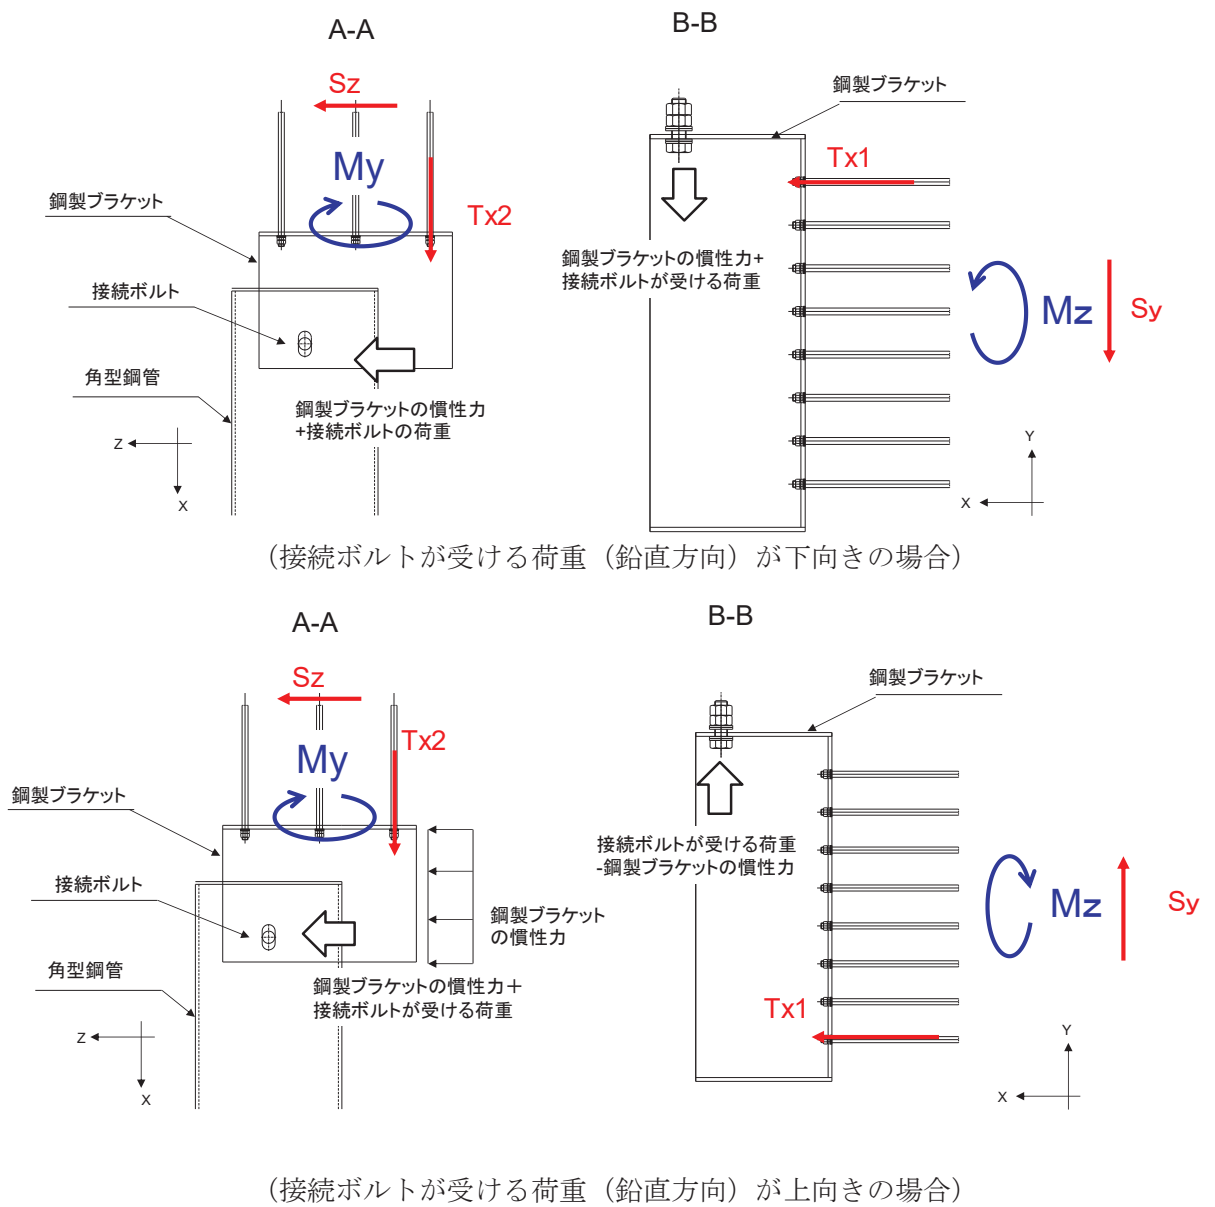 A-A
Sz
My
Tx2
鋼製ブラケット
接続ボルト
角型鋼管
鋼製ブラケットの慣性力
+接続ボルトの荷重
Z
X
B-B
鋼製ブラケット
Tx1
鋼製ブラケットの慣性力+
接続ボルトが受ける荷重
Mz
Sy
Y
X
（接続ボルトが受ける荷重（鉛直方向）が下向きの場合）
A-A
Sz
Tx2
My
鋼製ブラケット
接続ボルト
鋼製ブラケット
の慣性力
角型鋼管
鋼製ブラケットの慣性力＋
接続ボルトが受ける荷重
Z
X
B-B
鋼製ブラケット
接続ボルトが受ける荷重
-鋼製ブラケットの慣性力
Mz
Sy
Tx1
Y
X
（接続ボルトが受ける荷重（鉛直方向）が上向きの場合）